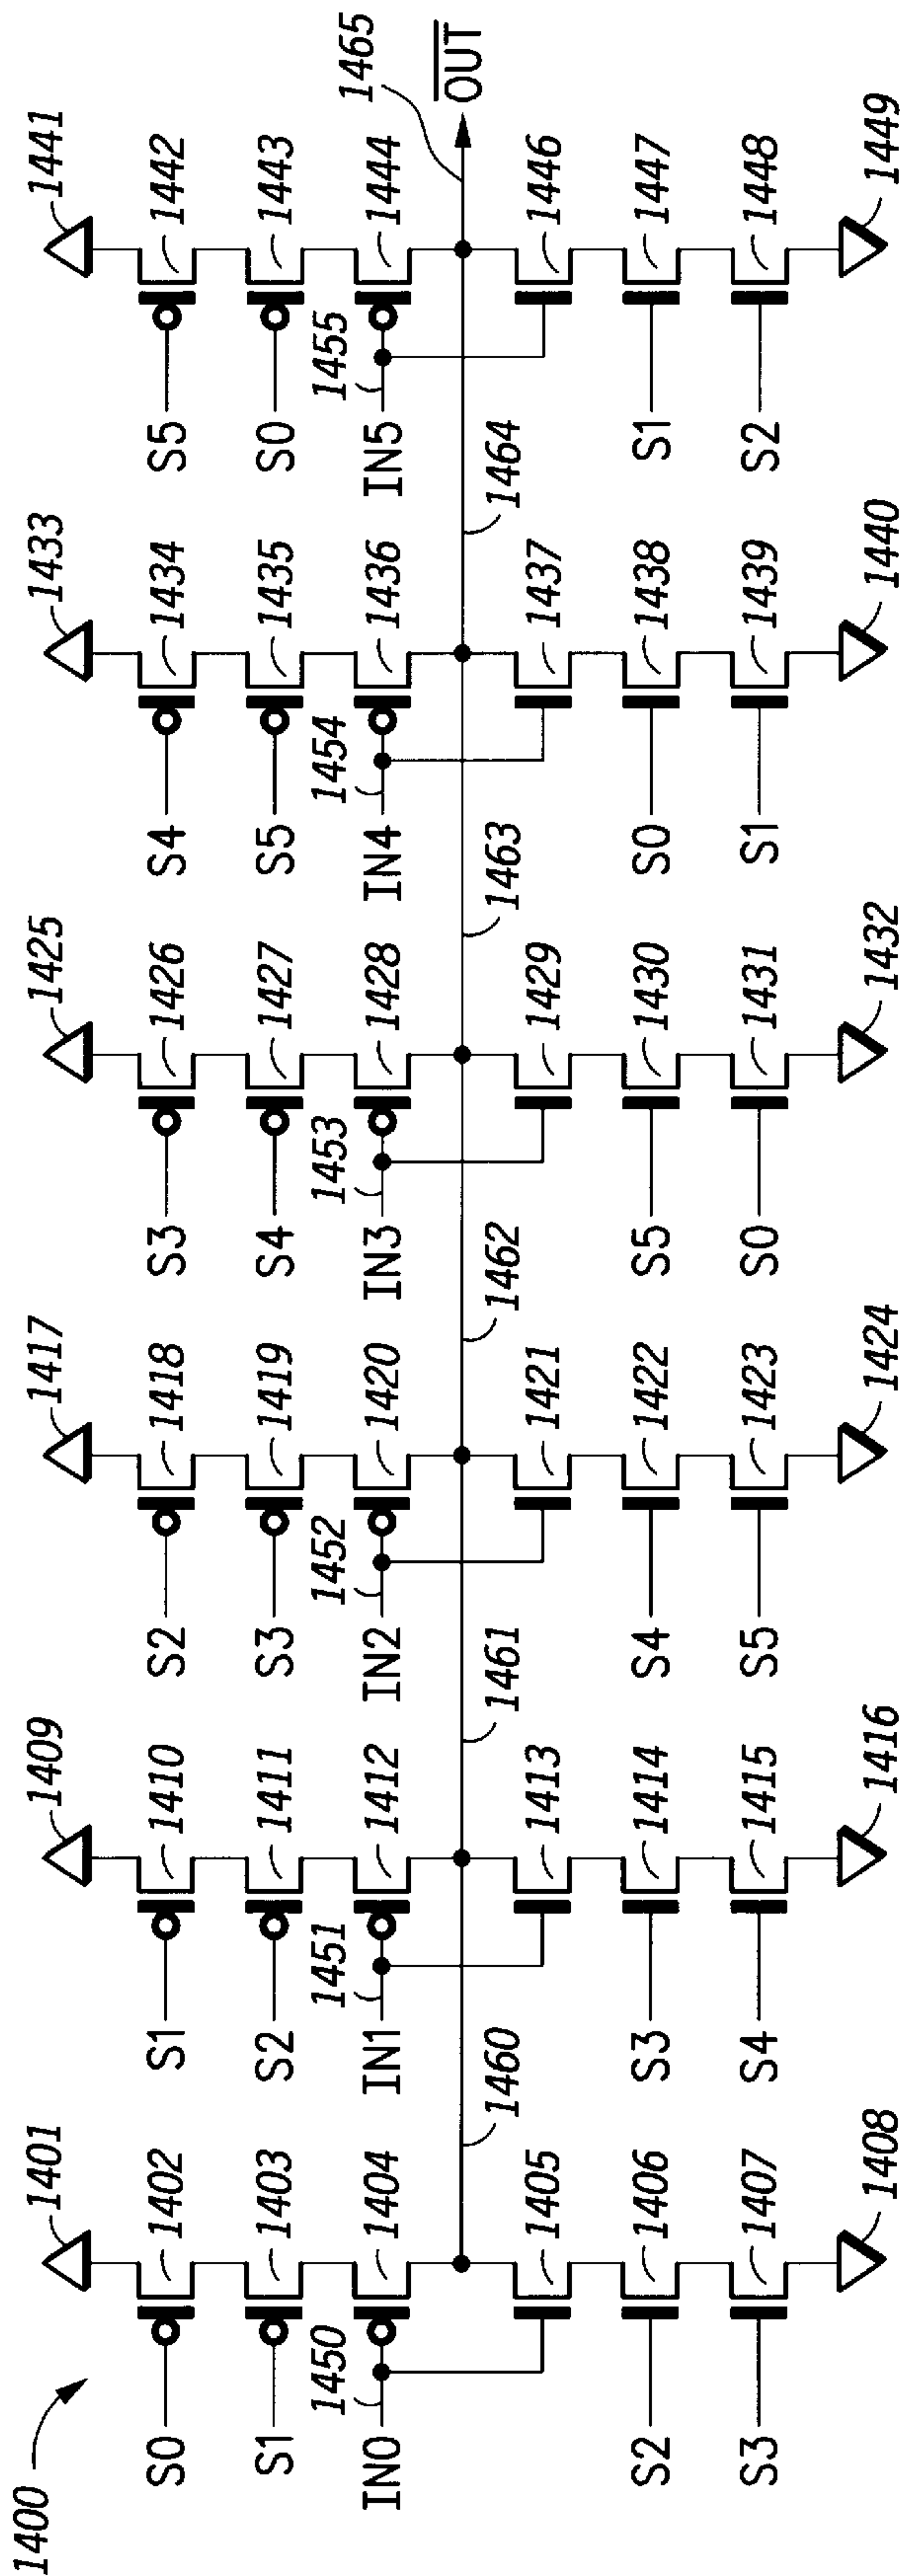 1400
1401 1409 1417 1425 1433 1441
S0 1402 S1 1410 S2 1418 S3 1426 S4 1434 S5 1442
S1 1403 S2 1411 S3 1419 S4 1427 S5 1435 S0 1443
1450 1451 1452 1453 1454 1455
IN0 1404 IN1 1412 IN2 1420 IN3 1428 IN4 1436 IN5 1444
1465
OUT
1460 1461 1462 1463 1464
1405 1413 1421 1429 1437 1446
S2 1406 S3 1414 S4 1422 S5 1430 S0 1438 S1 1447
S3 1407 S4 1415 S5 1423 S0 1431 S1 1439 S2 1448
1408 1416 1424 1432 1440 1449